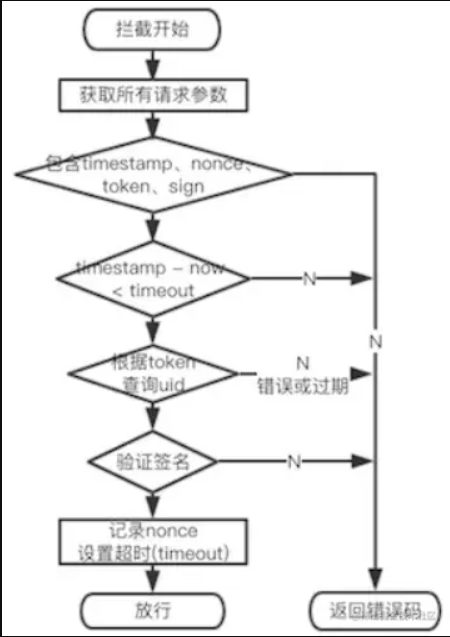 拦截开始
获取所有请求参数
包含timestamp、nonce、
token、sign
timestamp - now
< timeout
N
N
根据token
查询uid
N
错误或过期
验证签名
N
记录nonce
设置超时(timeout)
放行
返回错误码